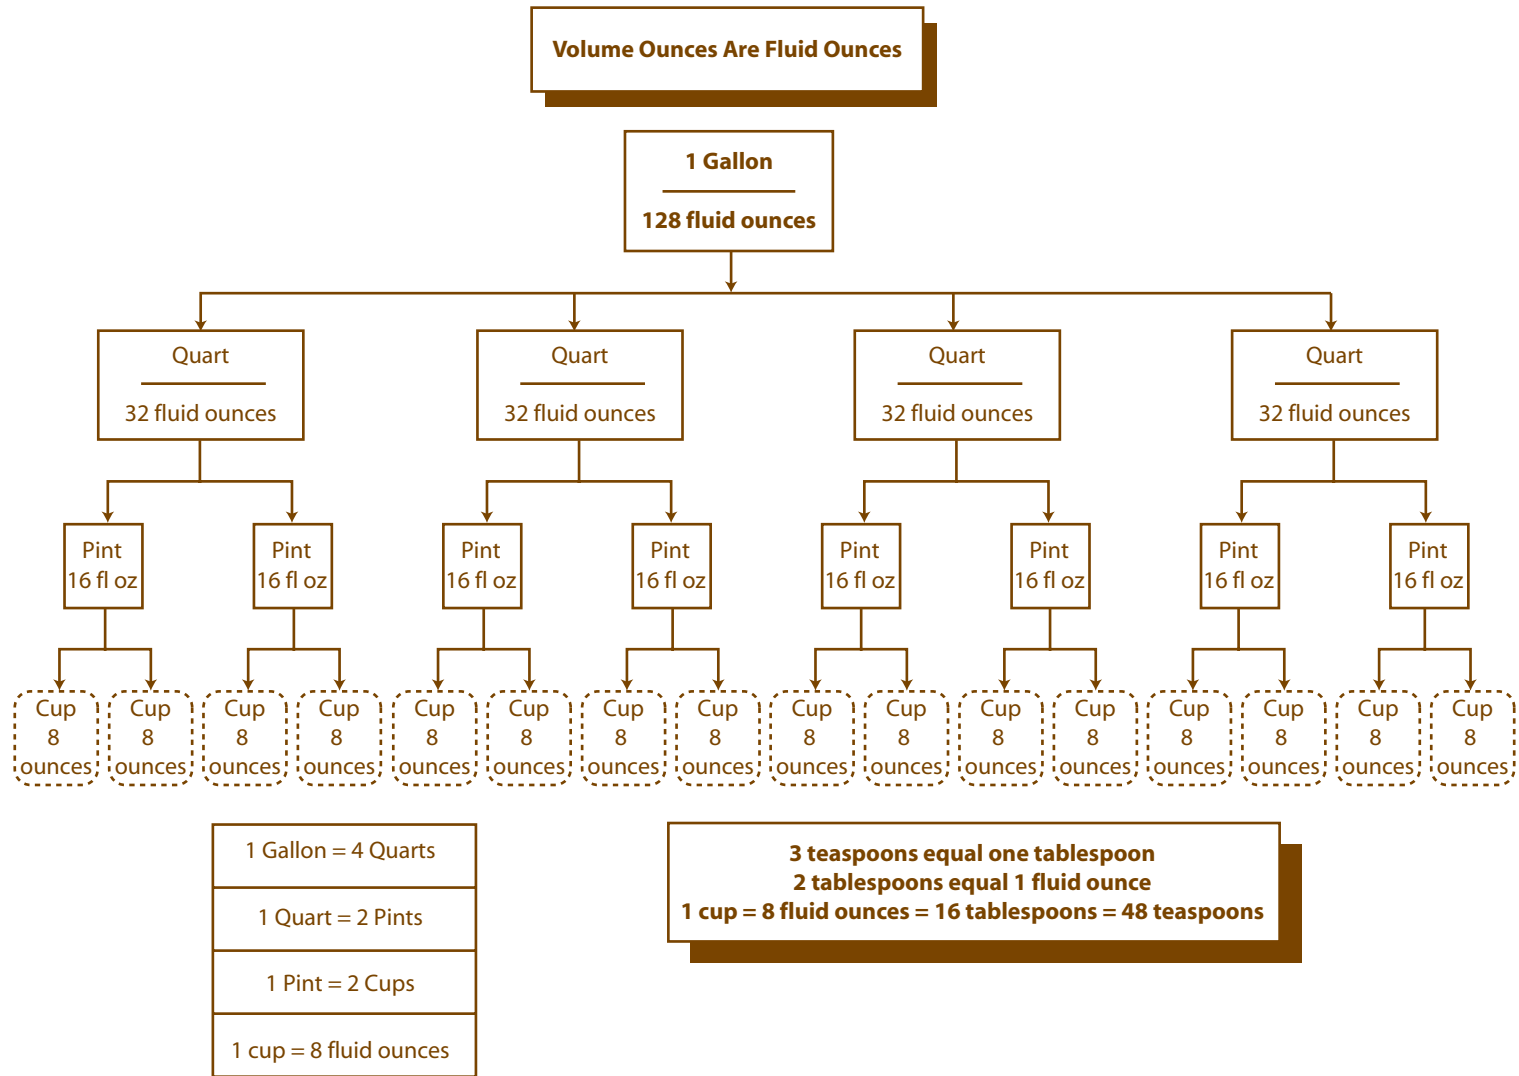 Volume Ounces Are Fluid Ounces
1 Gallon
128 fluid ounces
Quart
32 fluid ounces
Quart
32 fluid ounces
Quart
32 fluid ounces
Quart
32 fluid ounces
Pint
16 fl oz
Pint
16 fl oz
Pint
16 fl oz
Pint
16 fl oz
Pint
16 fl oz
Pint
16 fl oz
Pint
16 fl oz
Pint
16 fl oz
Cup
8
ounces
Cup
8
ounces
Cup
8
ounces
Cup
8
ounces
Cup
8
ounces
Cup
8
ounces
Cup
8
ounces
Cup
8
ounces
Cup
8
ounces
Cup
8
ounces
Cup
8
ounces
Cup
8
ounces
Cup
8
ounces
Cup
8
ounces
Cup
8
ounces
Cup
8
ounces
1 Gallon = 4 Quarts
1 Quart = 2 Pints
1 Pint = 2 Cups
1 cup = 8 fluid ounces
3 teaspoons equal one tablespoon
2 tablespoons equal 1 fluid ounce
1 cup = 8 fluid ounces = 16 tablespoons = 48 teaspoons